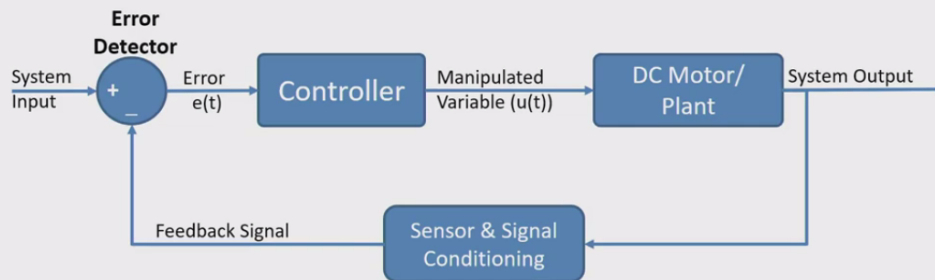 Error
Detector
System
Input
+
_
Error
e(t)
Controller
Manipulated
Variable (u(t))
DC Motor/
Plant
System Output
Feedback Signal
Sensor & Signal
Conditioning